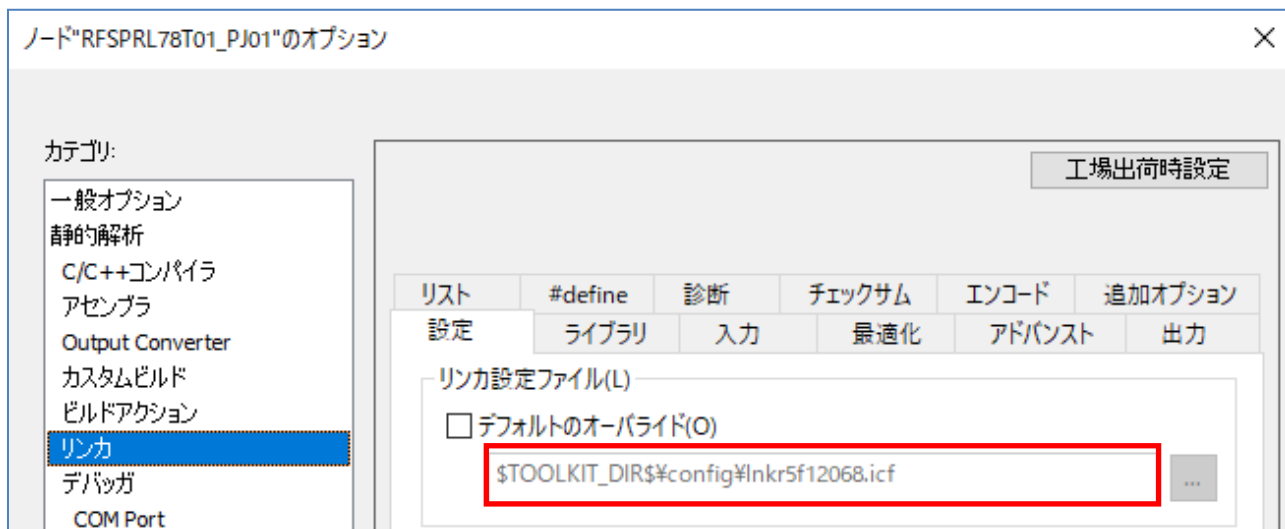 ノード"RFSPRL78T01_PJ01"のオプション
カテゴリ:
一般オプション
静的解析
C/C++コンパイラ
アセンブラ
Output Converter
カスタムビルド
ビルドアクション
リンカ
デバッガ
COM Port
工場出荷時設定
リスト #define 診断 チェックサム エンコード 追加オプション
設定 ライブラリ 入力 最適化 アドバンスト 出力
リンカ設定ファイル(L)
デフォルトのオーバライド(O)
$TOOLKIT_DIR$¥config¥lnkr5f12068.icf
...